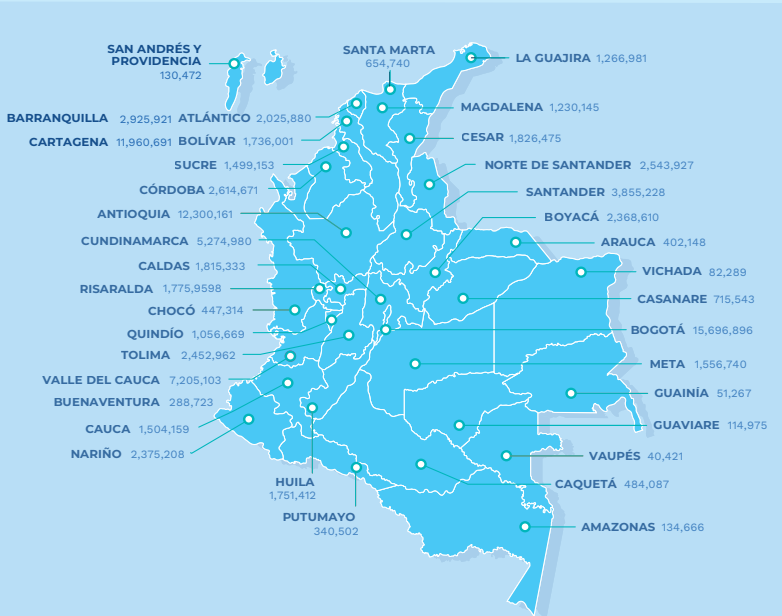 SAN ANDRÉS Y
PROVIDENCIA
130,472
SANTA MARTA
654,740
LA GUAJIRA 1,266,981
BARRANQUILLA 2,925,921 ATLÁNTICO 2,025,880
MAGDALENA 1,230,145
CARTAGENA 11,960,691 BOLÍVAR 1,736,001
CESAR 1,826,475
SUCRE 1,499,153
NORTE DE SANTANDER 2,543,927
CÓRDOBA 2,614,671
SANTANDER 3,855,228
ANTIOQUIA 12,300,161
BOYACÁ 2,368,610
CUNDINAMARCA 5,274,980
ARAUCA 402,148
CALDAS 1,815,333
VICHADA 82,289
RISARALDA 1,775,9598
CASANARE 715,543
CHOCÓ 447,314
BOGOTÁ 15,696,896
QUINDÍO 1,056,669
TOLIMA 2,452,962
META 1,556,740
VALLE DEL CAUCA 7,205,103
GUAINÍA 51,267
BUENAVENTURA 288,723
CAUCA 1,504,159
GUAVIARE 114,975
NARIÑO 2,375,208
VAUPÉS 40,421
HUILA
1,751,412
CAQUETÁ 484,087
PUTUMAYO
340,502
AMAZONAS 134,666